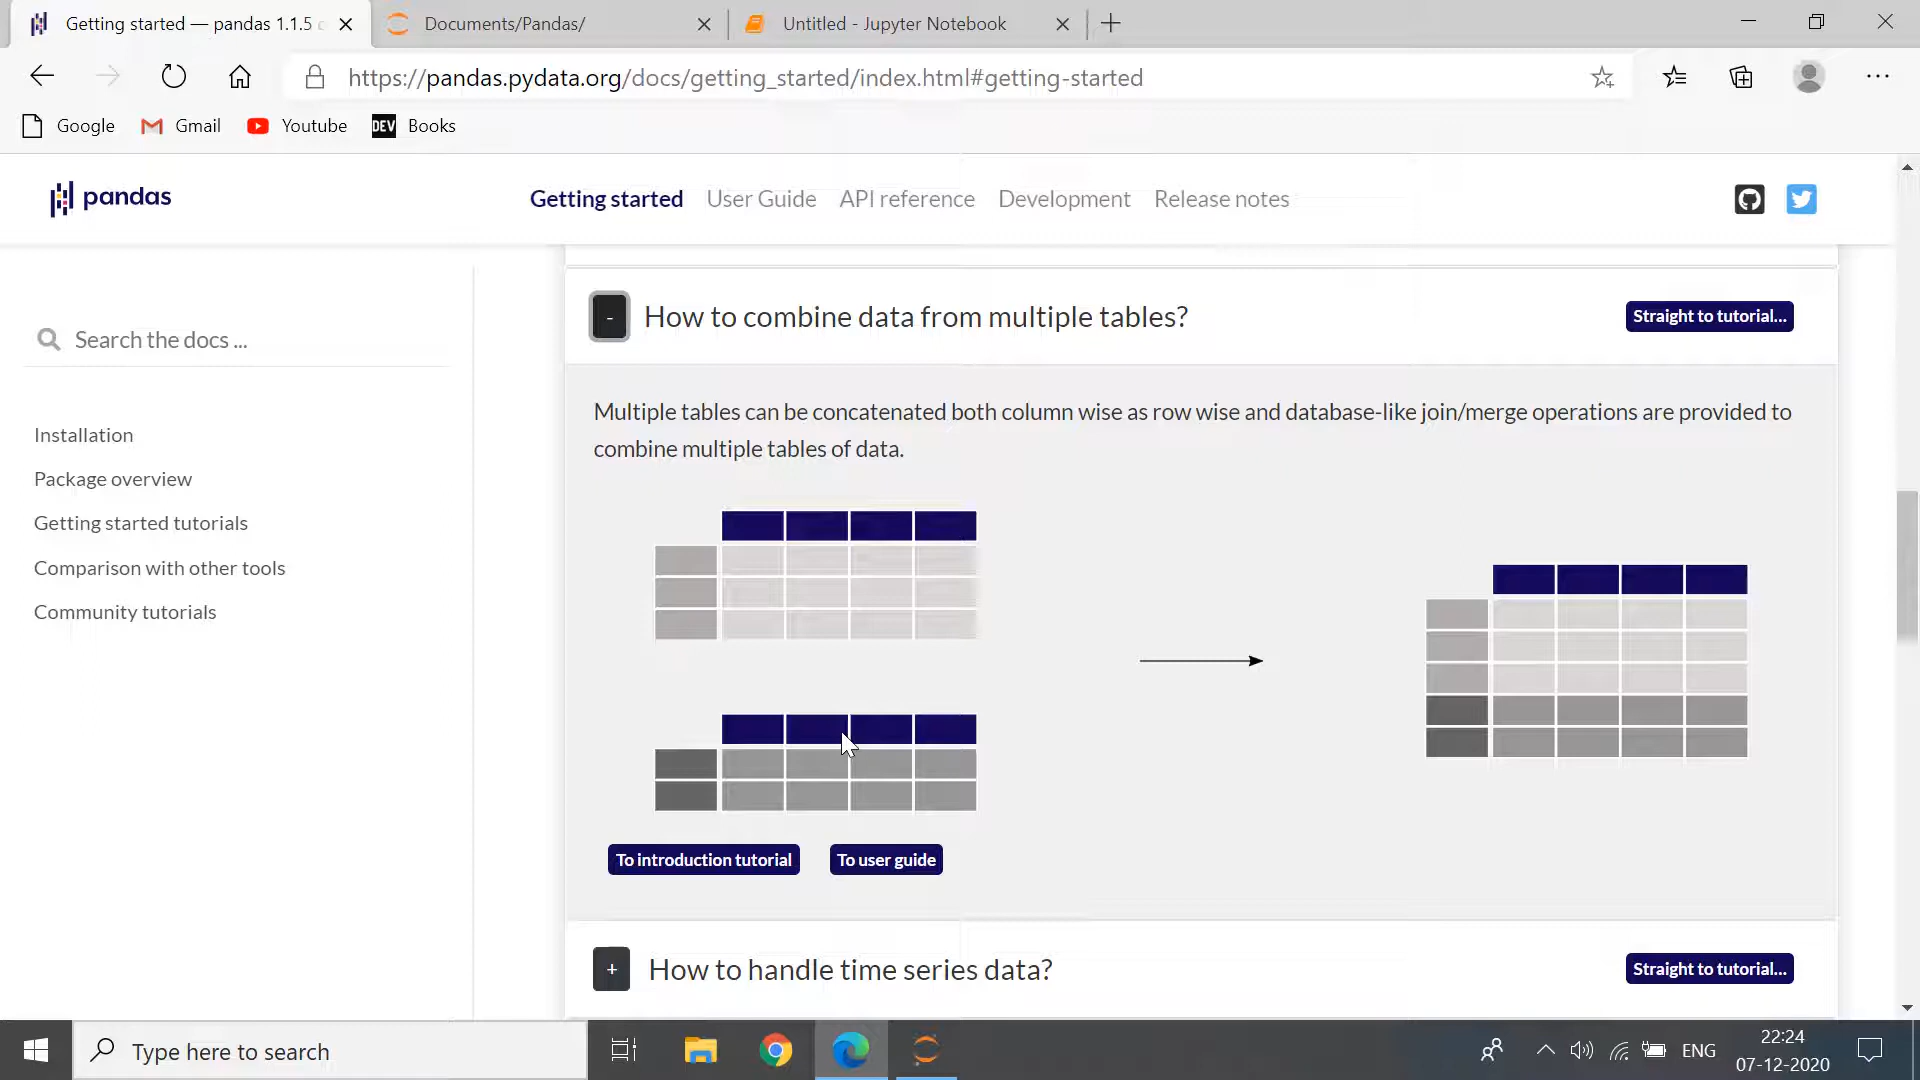 Getting started — pandas 1.1.5
Documents/Pandas/
Untitled - Jupyter Notebook
https://pandas.pydata.org/docs/getting_started/index.html#getting-started
Google
Gmail
Youtube
DEV
Books
pandas
Getting started
User Guide
API reference
Development
Release notes
Search the docs ...
Installation
Package overview
Getting started tutorials
Comparison with other tools
Community tutorials
-
How to combine data from multiple tables?
Straight to tutorial...
Multiple tables can be concatenated both column wise as row wise and database-like join/merge operations are provided to
combine multiple tables of data.
To introduction tutorial
To user guide
+
How to handle time series data?
Straight to tutorial...
Type here to search
ENG
22:24
07-12-2020